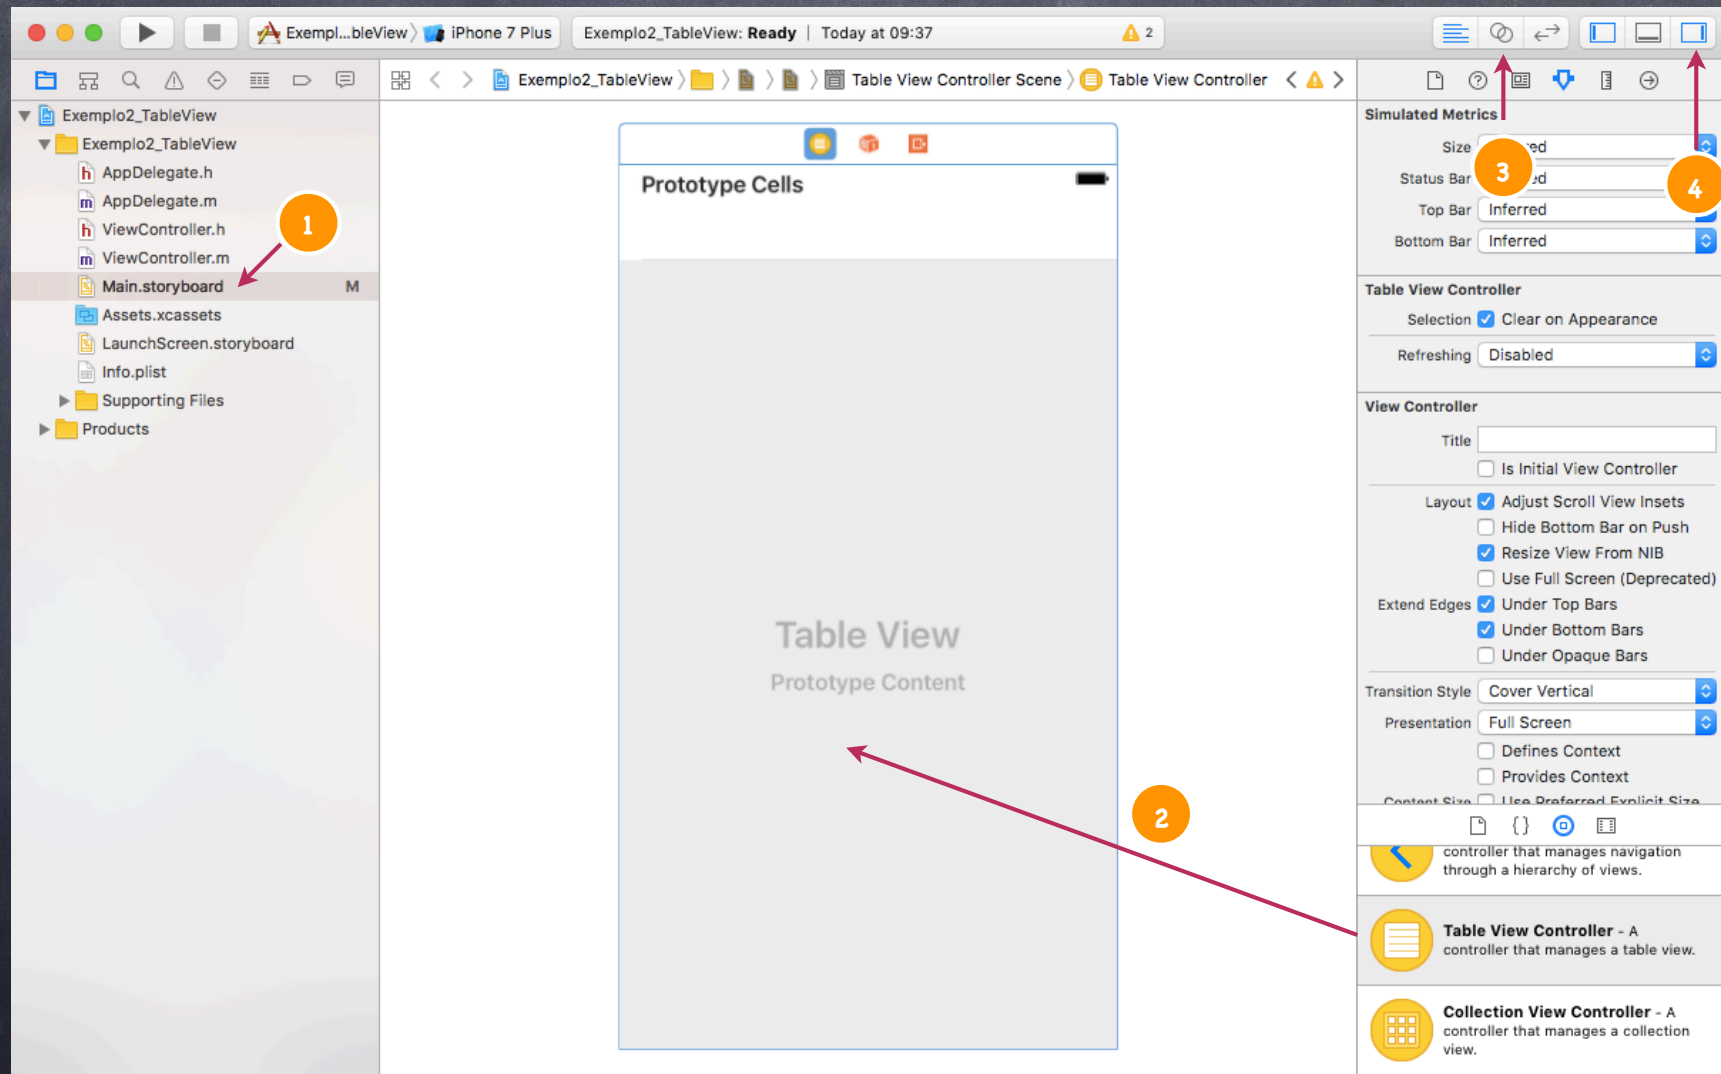 Exempl...bleView iPhone 7 Plus
Exemplo2_TableView: Ready | Today at 09:37
2
Exemplo2_TableView Table View Controller Scene Table View Controller
Exemplo2_TableView
Exemplo2_TableView
h AppDelegate.h
m AppDelegate.m
h ViewController.h
m ViewController.m
Main.storyboard M
Assets.xcassets
LaunchScreen.storyboard
Info.plist
Supporting Files
Products
1
Prototype Cells
Table View
Prototype Content
2
3
4
Simulated Metrics
Size
Status Bar
Top Bar Inferred
Bottom Bar Inferred
Table View Controller
Selection Clear on Appearance
Refreshing Disabled
View Controller
Title
Is Initial View Controller
Layout Adjust Scroll View Insets
Hide Bottom Bar on Push
Resize View From NIB
Use Full Screen (Deprecated)
Extend Edges Under Top Bars
Under Bottom Bars
Under Opaque Bars
Transition Style Cover Vertical
Presentation Full Screen
Defines Context
Provides Context
Content Size Use Preferred Explicit Size
{}
controller that manages navigation
through a hierarchy of views.
Table View Controller - A
controller that manages a table view.
Collection View Controller - A
controller that manages a collection
view.